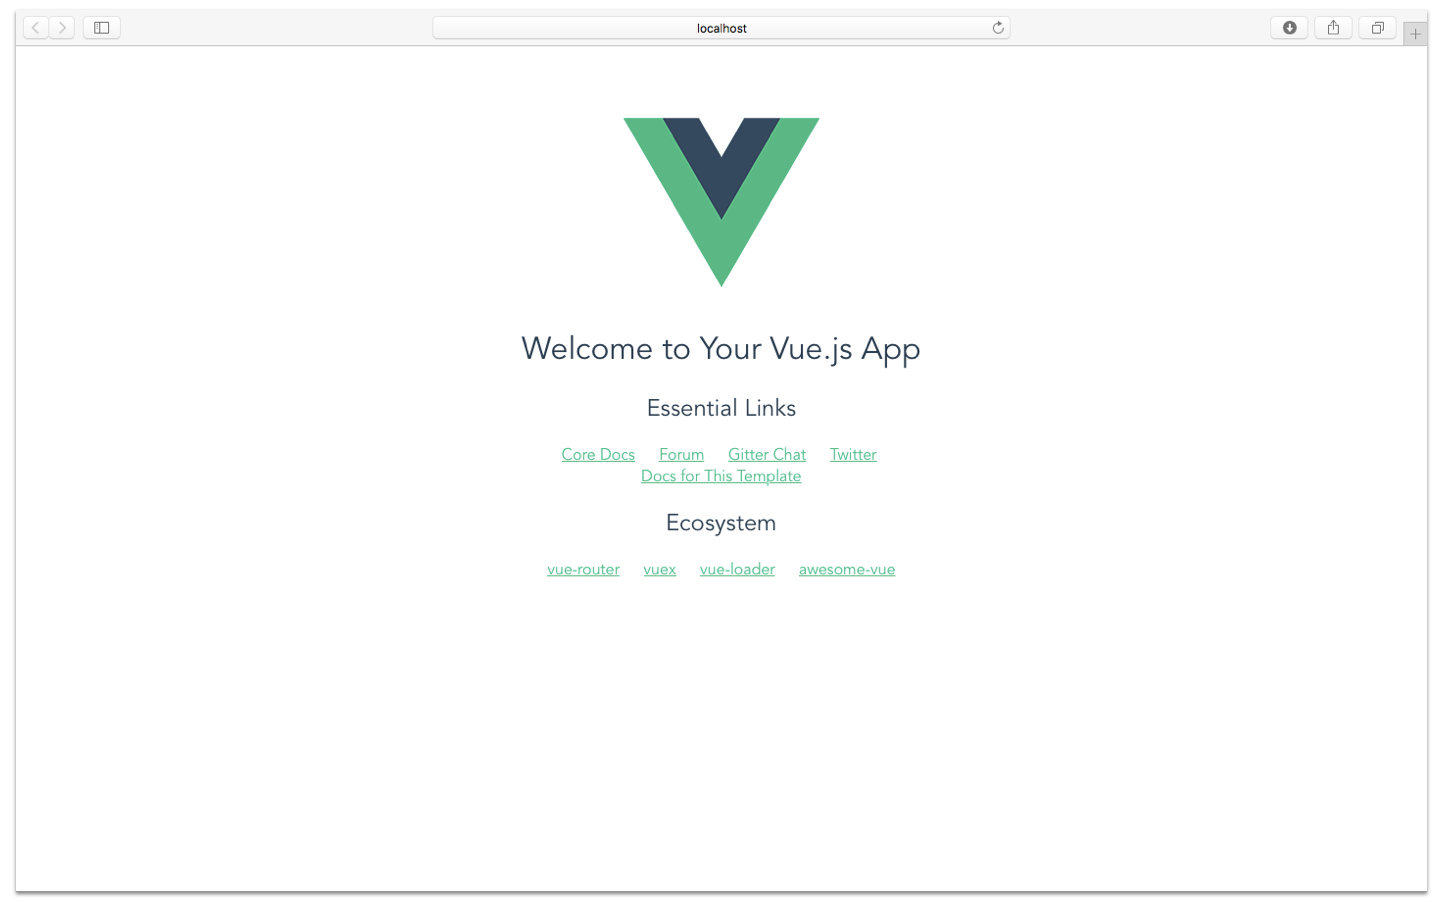 localhost
Welcome to Your Vue.js App
Essential Links
Core Docs Forum Gitter Chat Twitter
Docs for This Template
Ecosystem
vue-router vuex vue-loader awesome-vue